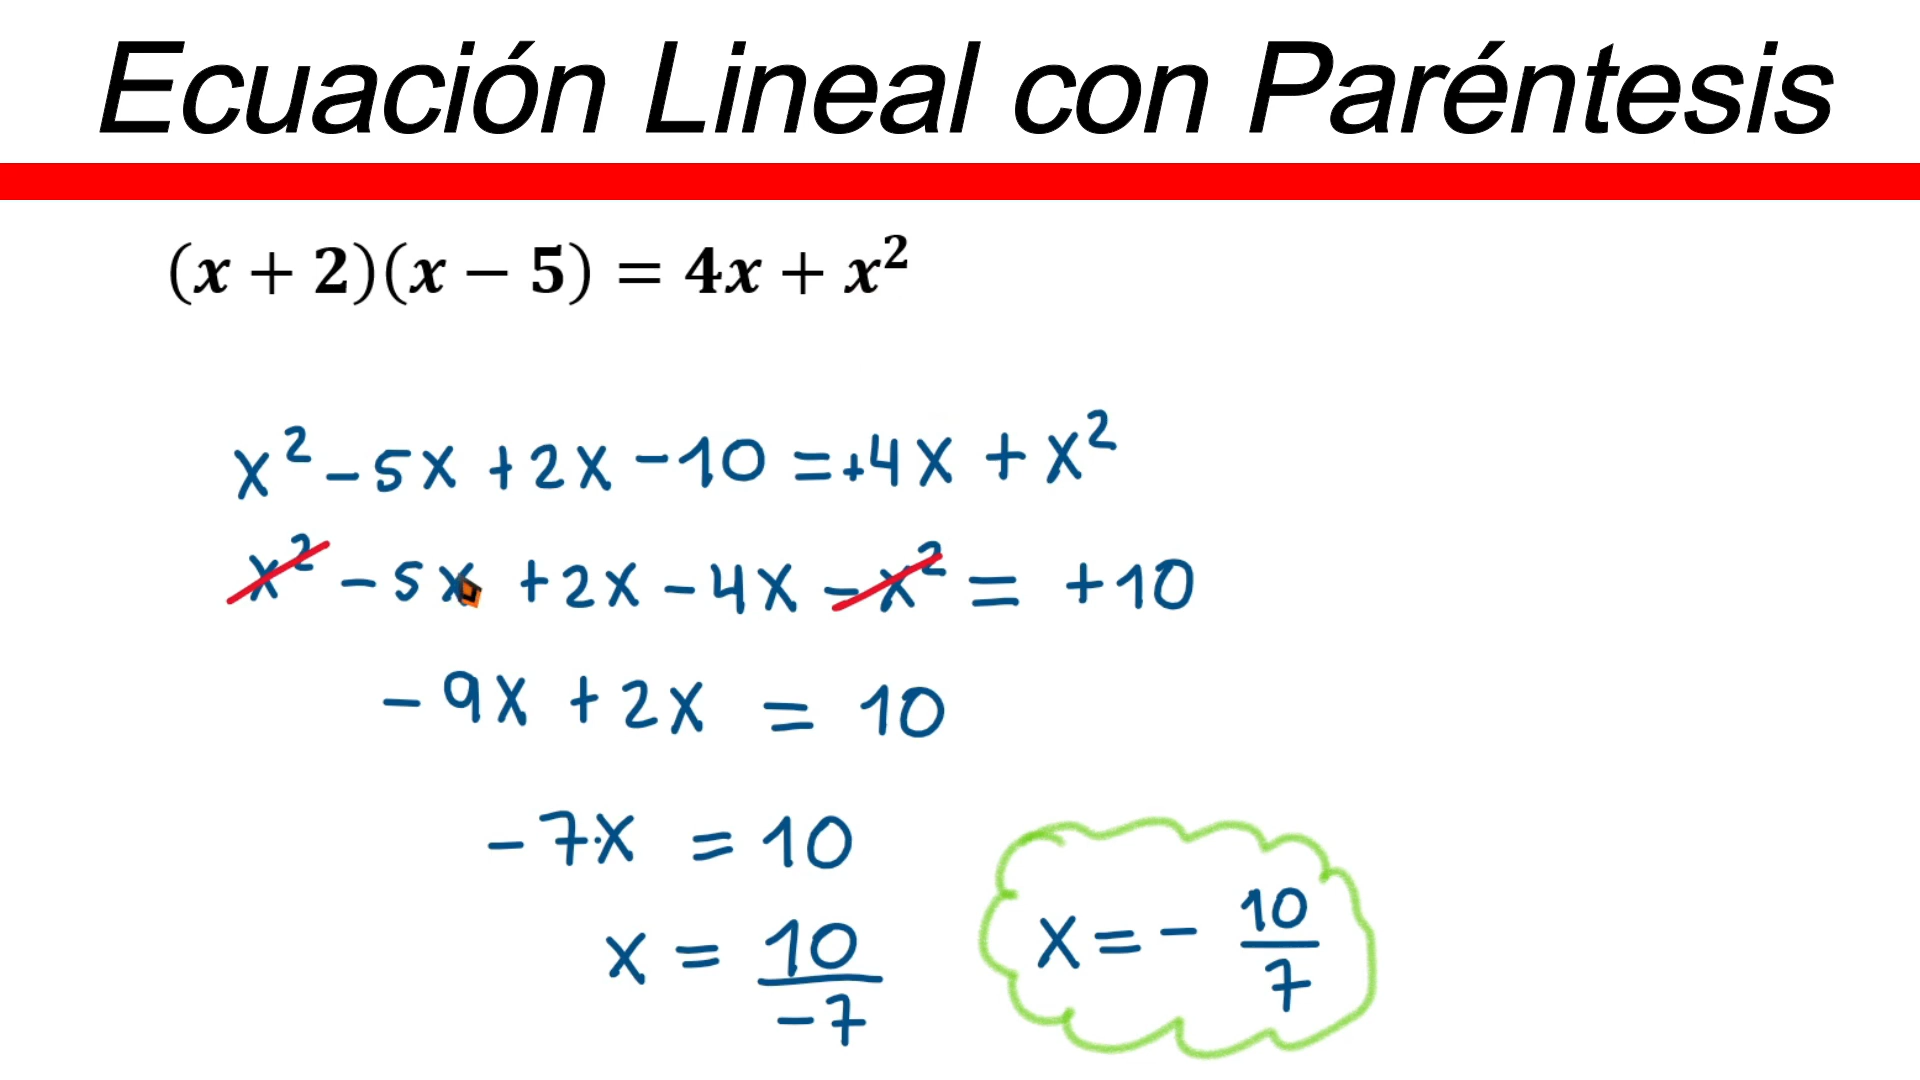 Ecuación Lineal con Paréntesis
(x + 2)(x − 5) = 4x + x²
x² − 5x + 2x − 10 = +4x + x²
x² − 5x + 2x − 4x − x² = +10
− 9x + 2x = 10
− 7·x = 10
x = 10/−7
x = − 10/7